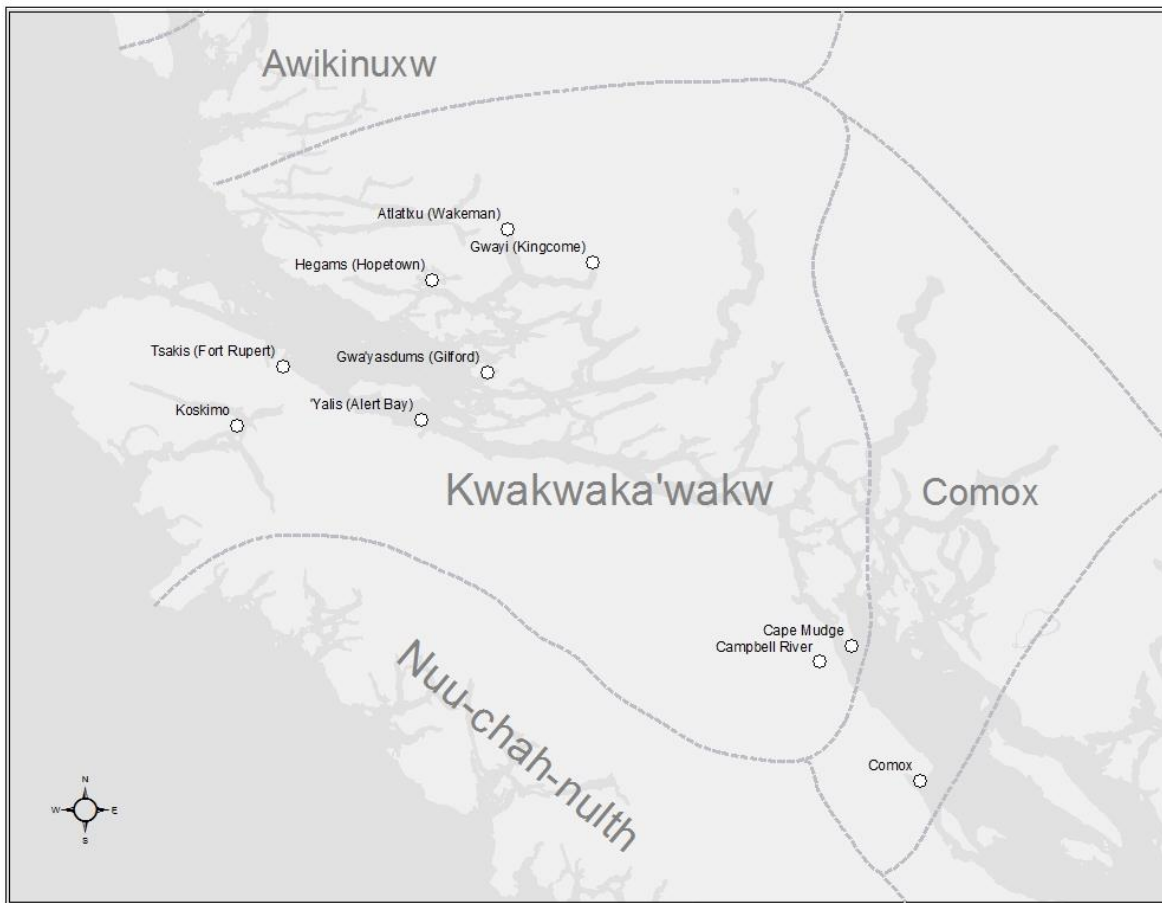 Awikinuxw
Atlatlxu (Wakeman)
Gwayi (Kingcome)
Hegams (Hopetown)
Tsakis (Fort Rupert)
Gwa'yasdums (Gilford)
'Yalis (Alert Bay)
Koskimo
Kwakwaka'wakw
Comox
Cape Mudge
Campbell River
Nuu-chah-nulth
Comox
N
W
E
S